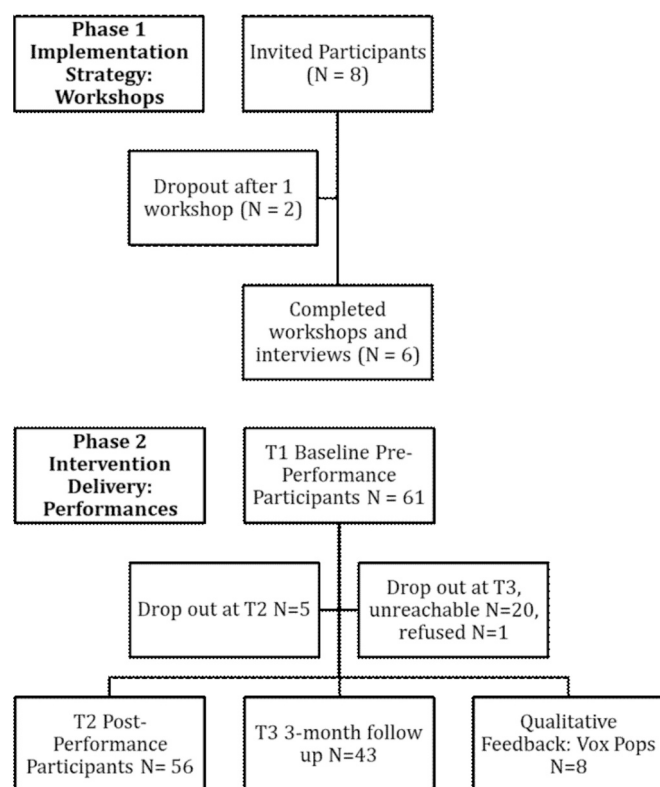 Phase 1
Implementation
Strategy:
Workshops
Invited Participants
(N = 8)
Dropout after 1
workshop (N = 2)
Completed
workshops and
interviews (N = 6)
Phase 2
Intervention
Delivery:
Performances
T1 Baseline Pre-
Performance
Participants N = 61
Drop out at T2 N=5
Drop out at T3,
unreachable N=20,
refused N=1
T2 Post-
Performance
Participants N= 56
T3 3-month follow
up N=43
Qualitative
Feedback: Vox Pops
N=8